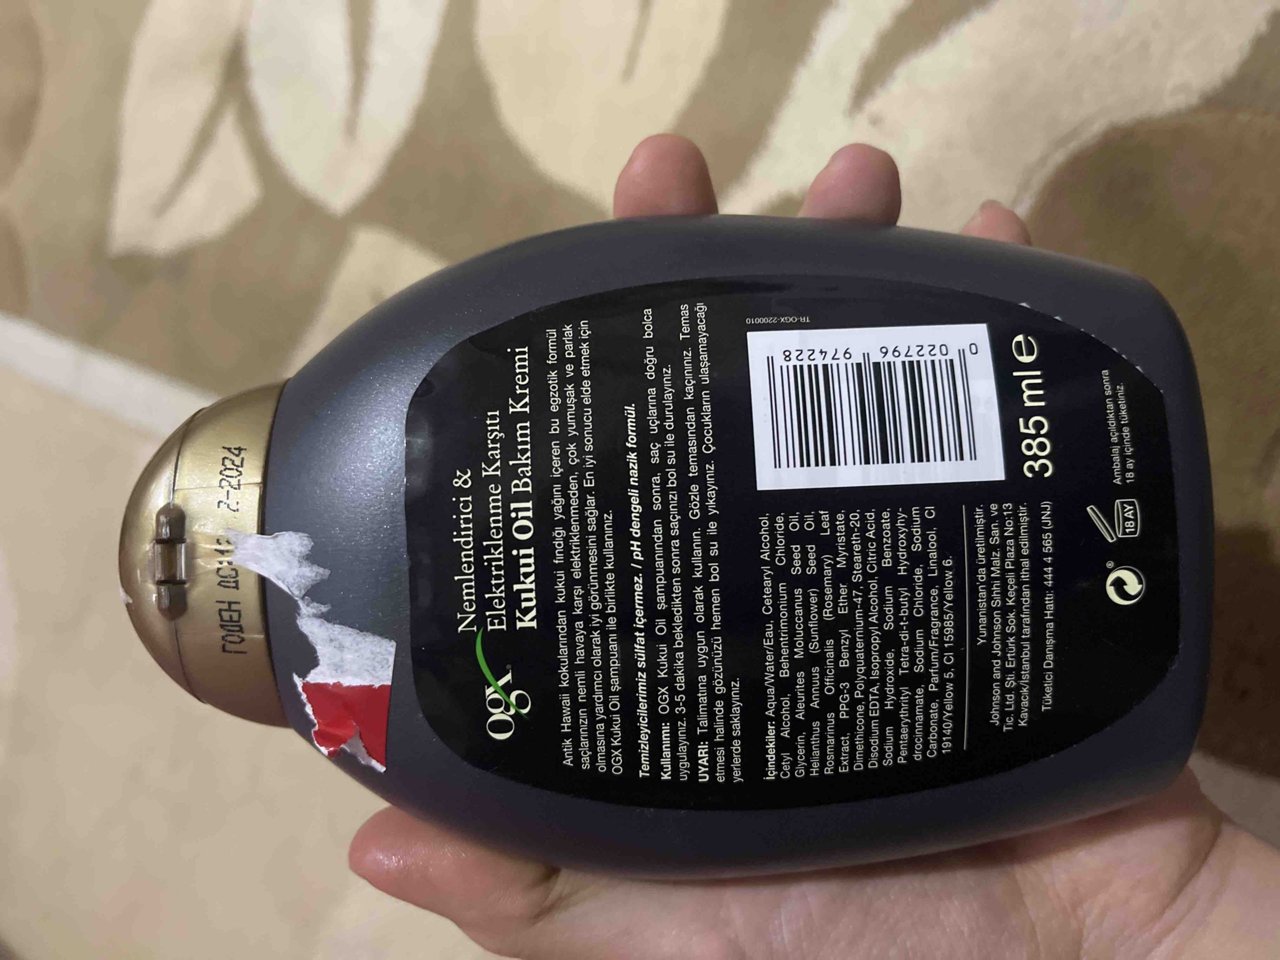 ГОДЕН ДО:12 2-2024
OGX
Nemlendirici &
Elektriklenme Karşıtı
Kukui Oil Bakım Kremi
Antik Hawaii kokularından kukui fındığı yağını içeren bu egzotik formül
saçlarınızın nemli havaya karşı elektriklenmeden, çok yumuşak ve parlak
olmasına yardımcı olarak iyi görünmesini sağlar. En iyi sonucu elde etmek için
OGX Kukui Oil şampuanı ile birlikte kullanınız.
Temizleyicilerimiz sülfat içermez. / pH dengeli nazik formül.
Kullanımı: OGX Kukui Oil şampuanından sonra, saç uçlarına doğru bolca
uygulayınız. 3-5 dakika bekledikten sonra saçınızı bol su ile durulayınız.
UYARI: Talimatına uygun olarak kullanın. Gözle temasından kaçınınız. Temas
etmesi halinde gözünüzü hemen bol su ile yıkayınız. Çocukların ulaşamayacağı
yerlerde saklayınız.
İçindekiler: Aqua/Water/Eau, Cetearyl Alcohol,
Cetyl Alcohol, Behentrimonium Chloride,
Glycerin, Aleurites Moluccanus Seed Oil,
Helianthus Annuus (Sunflower) Seed Oil,
Rosmarinus Officinalis (Rosemary) Leaf
Extract, PPG-3 Benzyl Ether Myristate,
Dimethicone, Polyquaternium-47, Steareth-20,
Disodium EDTA, Isopropyl Alcohol, Citric Acid,
Sodium Hydroxide, Sodium Benzoate,
Pentaerythrityl Tetra-di-t-butyl Hydroxyhy-
drocinnamate, Sodium Chloride, Sodium
Carbonate, Parfum/Fragrance, Linalool, CI
19140/Yellow 5, CI 15985/Yellow 6.
Yunanistan'da üretilmiştir.
Johnson and Johnson Sıhhi Malz. San. ve
Tic. Ltd. Şti. Ertürk Sok. Keçeli Plaza No:13
Kavacık/İstanbul tarafından ithal edilmiştir.
Tüketici Danışma Hattı: 444 4 565 (JNJ)
TR-OGX-2200010
0 022796 974228
385 ml e
18 AY
Ambalaj açıldıktan sonra
18 ay içinde tüketiniz.